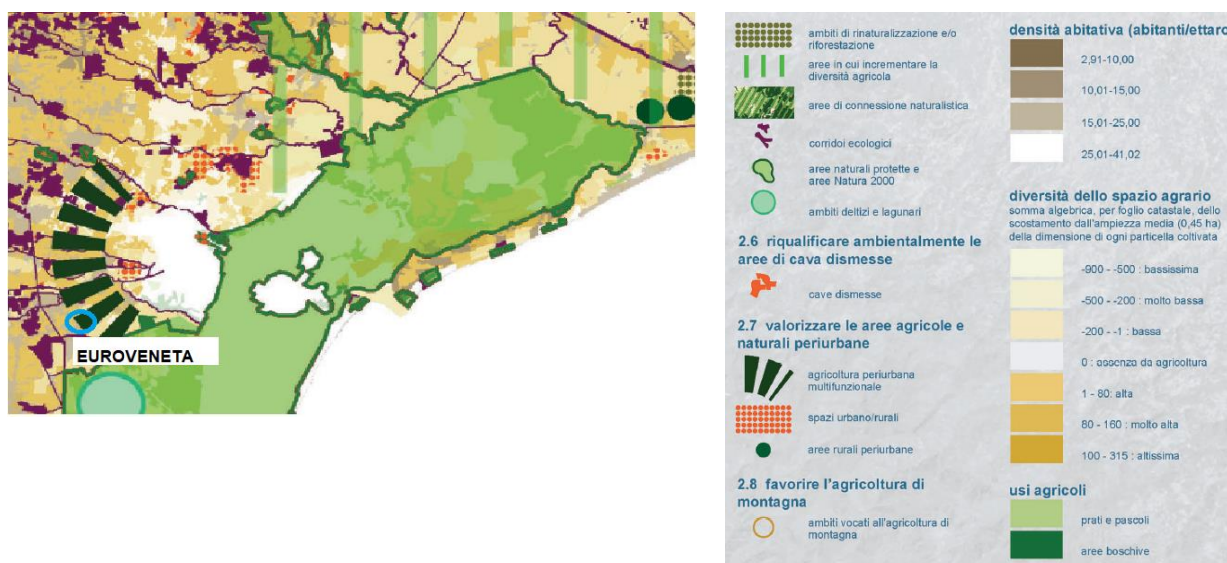 EUROVENETA
ambiti di rinaturalizzazione e/o
riforestazione
aree in cui incrementare la
diversità agricola
aree di connessione naturalistica
corridoi ecologici
aree naturali protette e
aree Natura 2000
ambiti deltizi e lagunari
2.6 riqualificare ambientalmente le
aree di cava dismesse
cave dismesse
2.7 valorizzare le aree agricole e
naturali periurbane
agricoltura periurbana
multifunzionale
spazi urbano/rurali
aree rurali periurbane
2.8 favorire l'agricoltura di
montagna
ambiti vocati all'agricoltura di
montagna
densità abitativa (abitanti/ettaro
2,91-10,00
10,01-15,00
15,01-25,00
25,01-41,02
diversità dello spazio agrario
somma algebrica, per foglio catastale, dello
scostamento dall'ampiezza media (0,45 ha)
della dimensione di ogni particella coltivata
-900 - -500 : bassissima
-500 - -200 : molto bassa
-200 - -1 : bassa
0 : assenza da agricoltura
1 - 80: alta
80 - 160 : molto alta
100 - 315 : altissima
usi agricoli
prati e pascoli
aree boschive